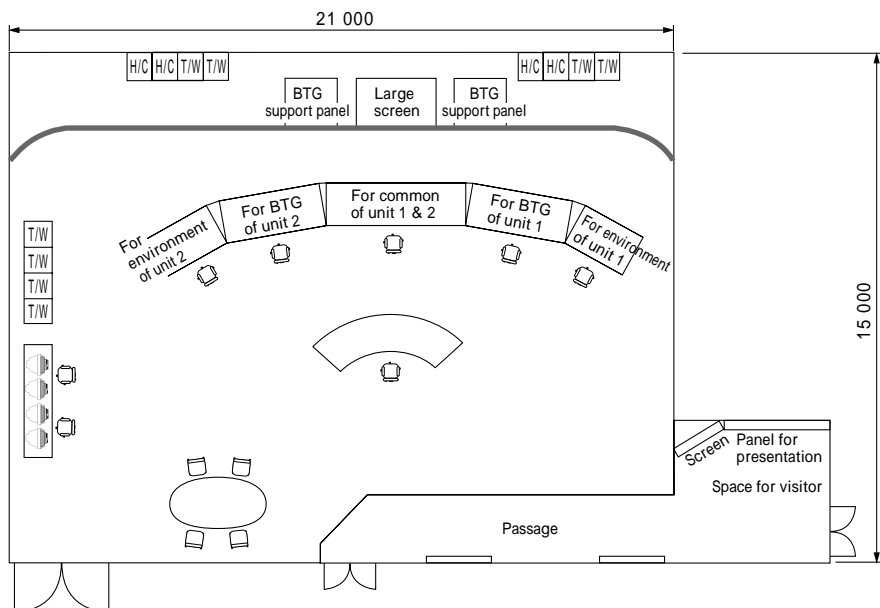 21 000
H/C H/C T/W T/W
H/C H/C T/W T/W
BTG
support panel
Large
screen
BTG
support panel
For
environment
of unit 2
For BTG
of unit 2
For common
of unit 1 & 2
For BTG
of unit 1
For environment
of unit 1
T/W
T/W
T/W
T/W
15 000
Screen
Panel for
presentation
Space for visitor
Passage